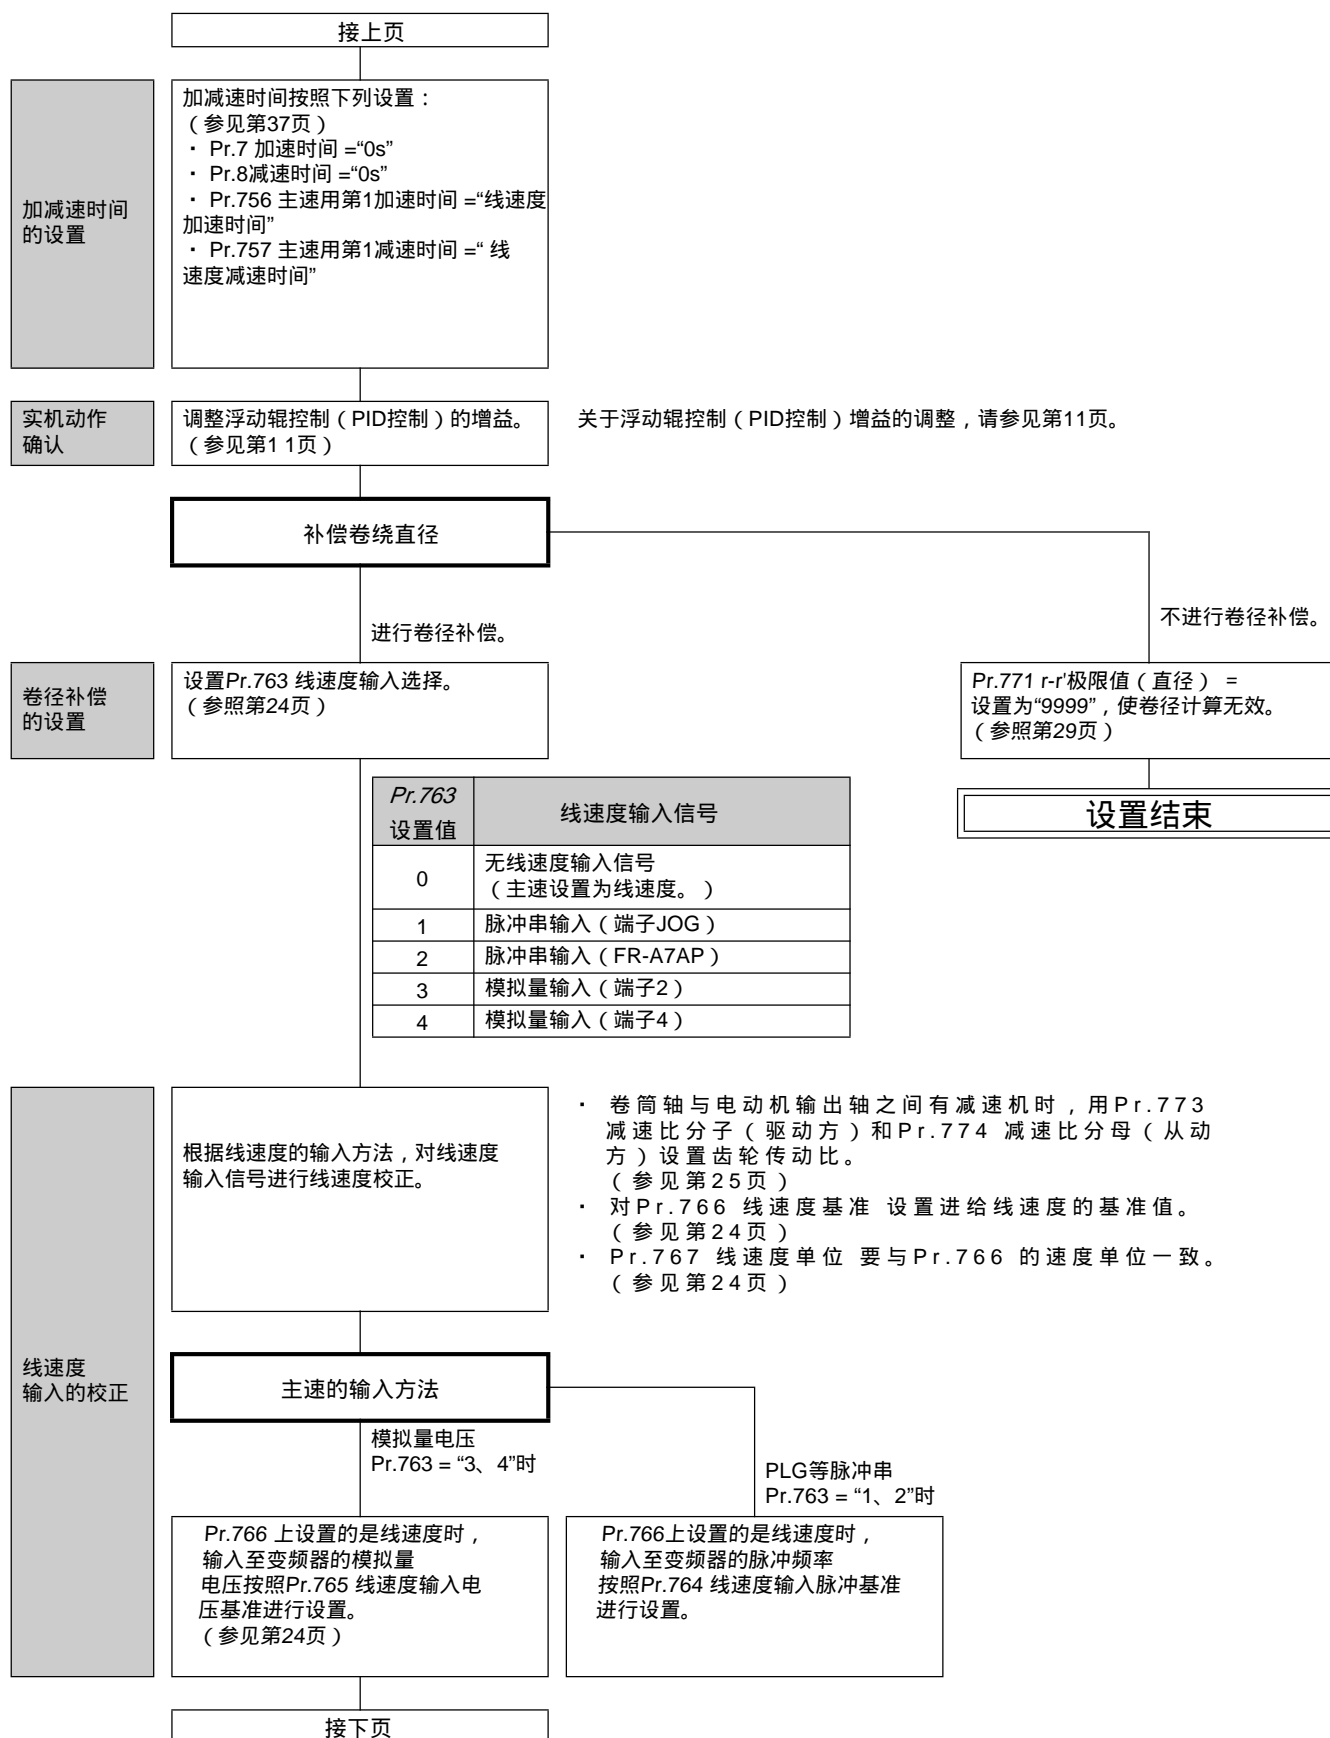 接上页
加减速时间
的设置
加减速时间按照下列设置：
（参见第37页）
・ Pr.7 加速时间 =“0s”
・ Pr.8减速时间 =“0s”
・ Pr.756 主速用第1加速时间 =“线速度
加速时间”
・ Pr.757 主速用第1减速时间 =“ 线
速度减速时间”
实机动作
确认
调整浮动辊控制（PID控制）的增益。
（参见第1 1页）
关于浮动辊控制（PID控制）增益的调整，请参见第11页。
补偿卷绕直径
进行卷径补偿。
不进行卷径补偿。
卷径补偿
的设置
设置Pr.763 线速度输入选择。
（参照第24页）
Pr.771 r-r'极限值（直径） =
设置为“9999”，使卷径计算无效。
（参照第29页）
设置结束
Pr.763
设置值
线速度输入信号
0
无线速度输入信号
（主速设置为线速度。）
1 脉冲串输入（端子JOG）
2 脉冲串输入（FR-A7AP）
3 模拟量输入（端子2）
4 模拟量输入（端子4）
线速度
输入的校正
根据线速度的输入方法，对线速度
输入信号进行线速度校正。
・ 卷筒轴与电动机输出轴之间有减速机时，用Pr.773
减速比分子（驱动方）和Pr.774 减速比分母（从动
方）设置齿轮传动比。
（参见第25页）
・ 对Pr.766 线速度基准 设置进给线速度的基准值。
（参见第24页）
・ Pr.767 线速度单位 要与Pr.766 的速度单位一致。
（参见第24页）
主速的输入方法
模拟量电压
Pr.763 = “3、4”时
PLG等脉冲串
Pr.763 = “1、2”时
Pr.766 上设置的是线速度时，
输入至变频器的模拟量
电压按照Pr.765 线速度输入电
压基准进行设置。
（参见第24页）
Pr.766上设置的是线速度时，
输入至变频器的脉冲频率
按照Pr.764 线速度输入脉冲基准
进行设置。
接下页